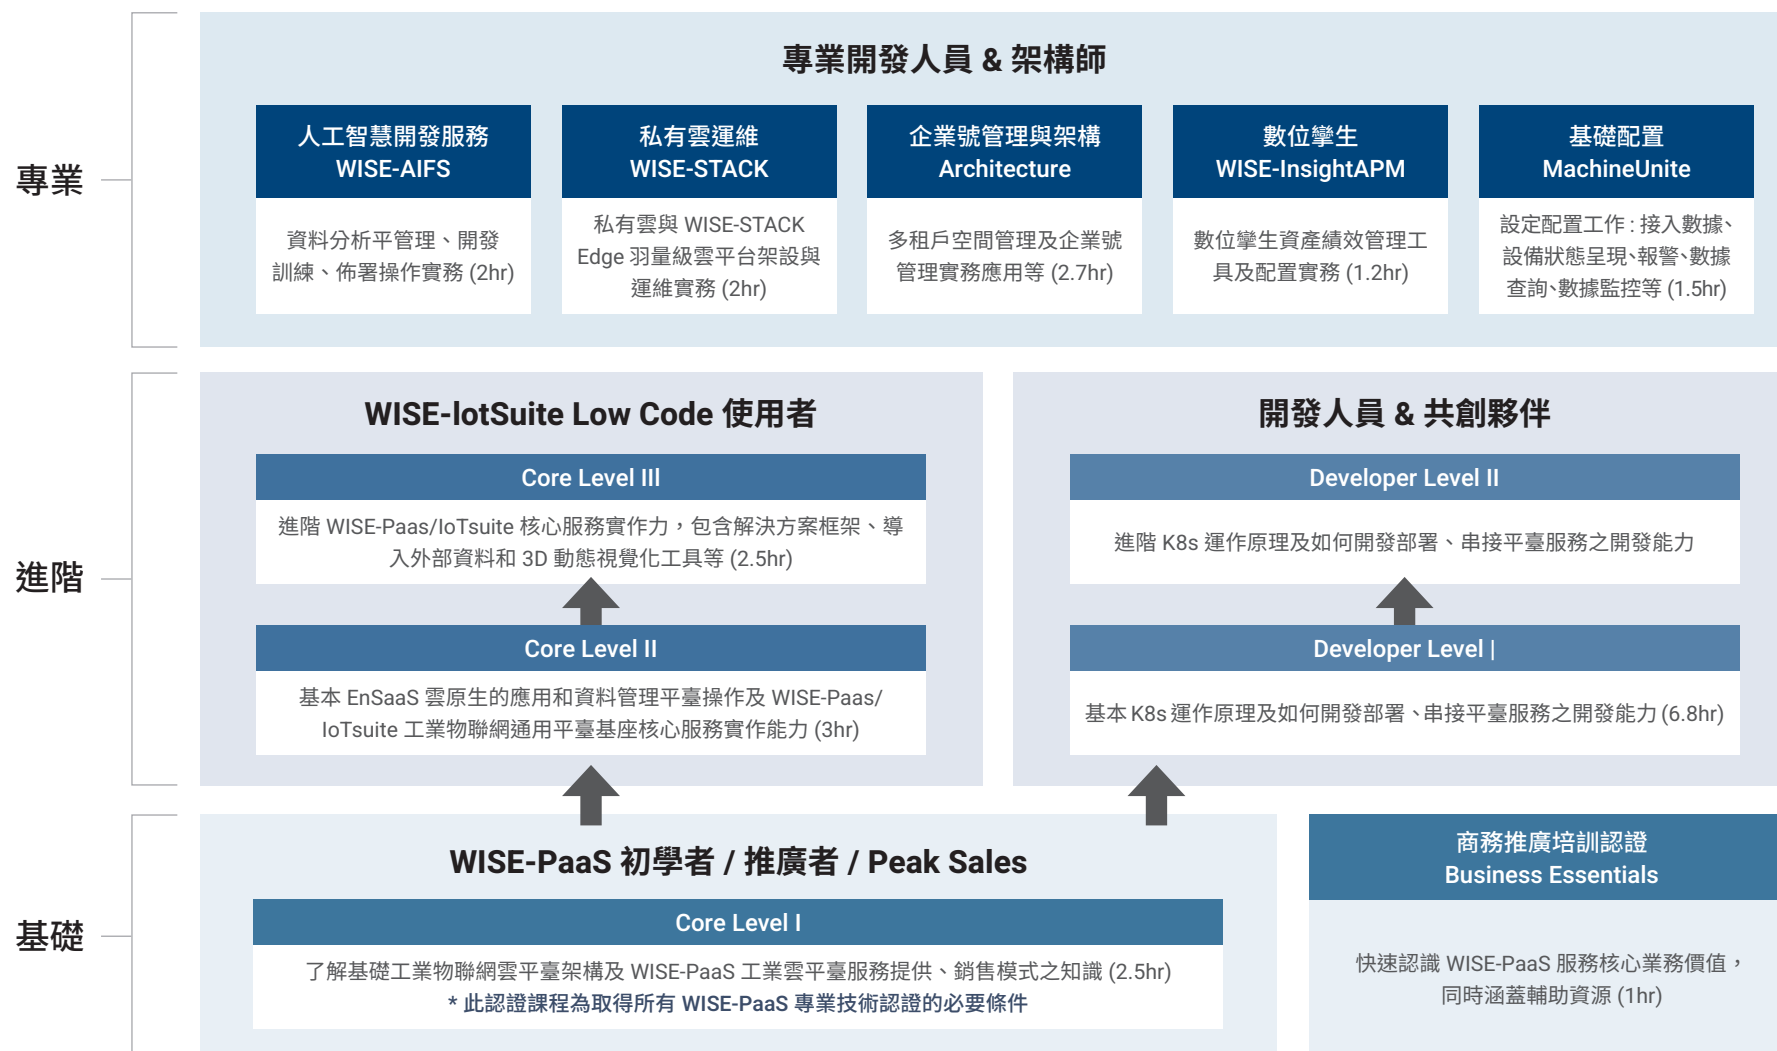 專業
專業開發人員 & 架構師
人工智慧開發服務
WISE-AIFS
資料分析平管理、開發
訓練、佈署操作實務 (2hr)
私有雲運維
WISE-STACK
私有雲與 WISE-STACK
Edge 羽量級雲平台架設與
運維實務 (2hr)
企業號管理與架構
Architecture
多租戶空間管理及企業號
管理實務應用等 (2.7hr)
數位孿生
WISE-InsightAPM
數位孿生資產績效管理工
具及配置實務 (1.2hr)
基礎配置
MachineUnite
設定配置工作 : 接入數據、
設備狀態呈現、報警、數據
查詢、數據監控等 (1.5hr)
進階
WISE-lotSuite Low Code 使用者
Core Level III
進階 WISE-Paas/IoTsuite 核心服務實作力，包含解決方案框架、導
入外部資料和 3D 動態視覺化工具等 (2.5hr)
Core Level II
基本 EnSaaS 雲原生的應用和資料管理平臺操作及 WISE-Paas/
IoTsuite 工業物聯網通用平臺基座核心服務實作能力 (3hr)
開發人員 & 共創夥伴
Developer Level II
進階 K8s 運作原理及如何開發部署、串接平臺服務之開發能力
Developer Level |
基本 K8s 運作原理及如何開發部署、串接平臺服務之開發能力 (6.8hr)
基礎
WISE-PaaS 初學者 / 推廣者 / Peak Sales
Core Level I
了解基礎工業物聯網雲平臺架構及 WISE-PaaS 工業雲平臺服務提供、銷售模式之知識 (2.5hr)
* 此認證課程為取得所有 WISE-PaaS 專業技術認證的必要條件
商務推廣培訓認證
Business Essentials
快速認識 WISE-PaaS 服務核心業務價值，
同時涵蓋輔助資源 (1hr)